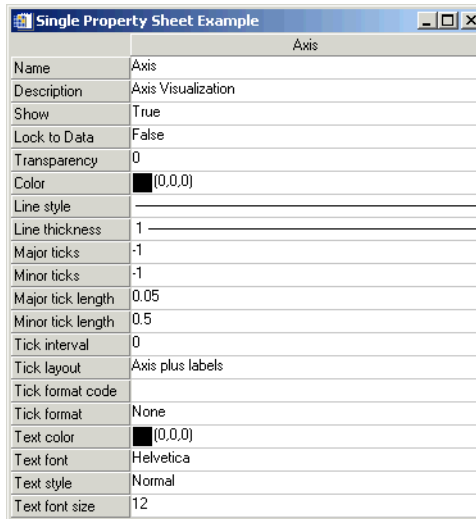 Single Property Sheet Example
Axis
Name Axis
Description Axis Visualization
Show True
Lock to Data False
Transparency 0
Color (0,0,0)
Line style
Line thickness 1
Major ticks -1
Minor ticks -1
Major tick length 0.05
Minor tick length 0.5
Tick interval 0
Tick layout Axis plus labels
Tick format code
Tick format None
Text color (0,0,0)
Text font Helvetica
Text style Normal
Text font size 12